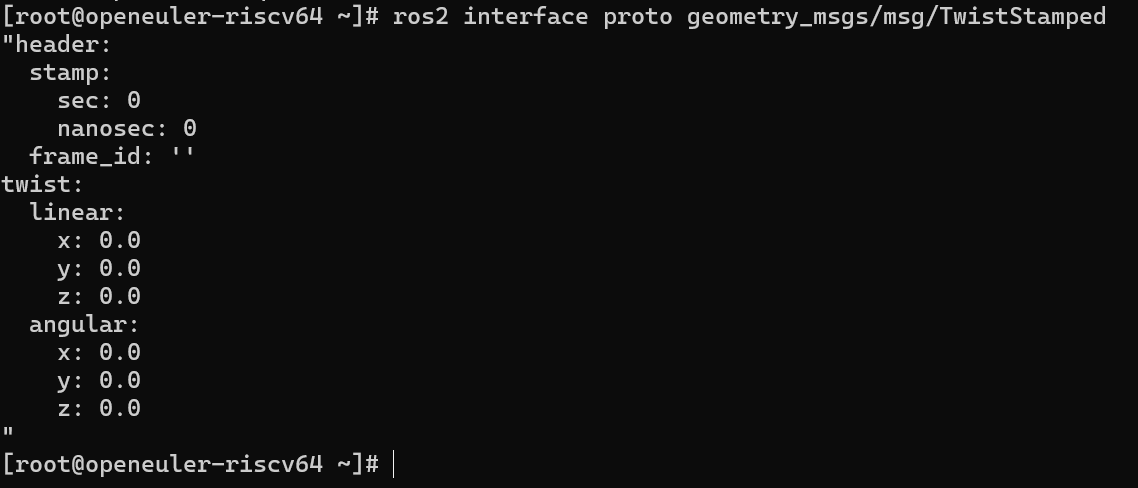 [root@openeuler-riscv64 ~]# ros2 interface proto geometry_msgs/msg/TwistStamped
"header:
  stamp:
    sec: 0
    nanosec: 0
  frame_id: ''
twist:
  linear:
    x: 0.0
    y: 0.0
    z: 0.0
  angular:
    x: 0.0
    y: 0.0
    z: 0.0
"
[root@openeuler-riscv64 ~]#